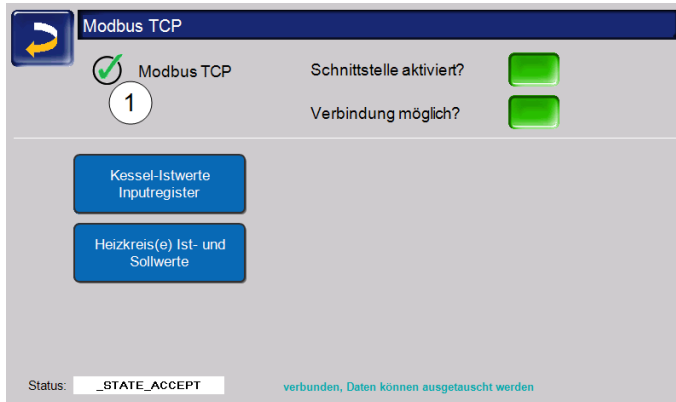 Modbus TCP
Modbus TCP
Schnittstelle aktiviert?
1
Verbindung möglich?
Kessel-Istwerte
Inputregister
Heizkreis(e) Ist- und
Sollwerte
Status:
_STATE_ACCEPT
verbunden, Daten können ausgetauscht werden